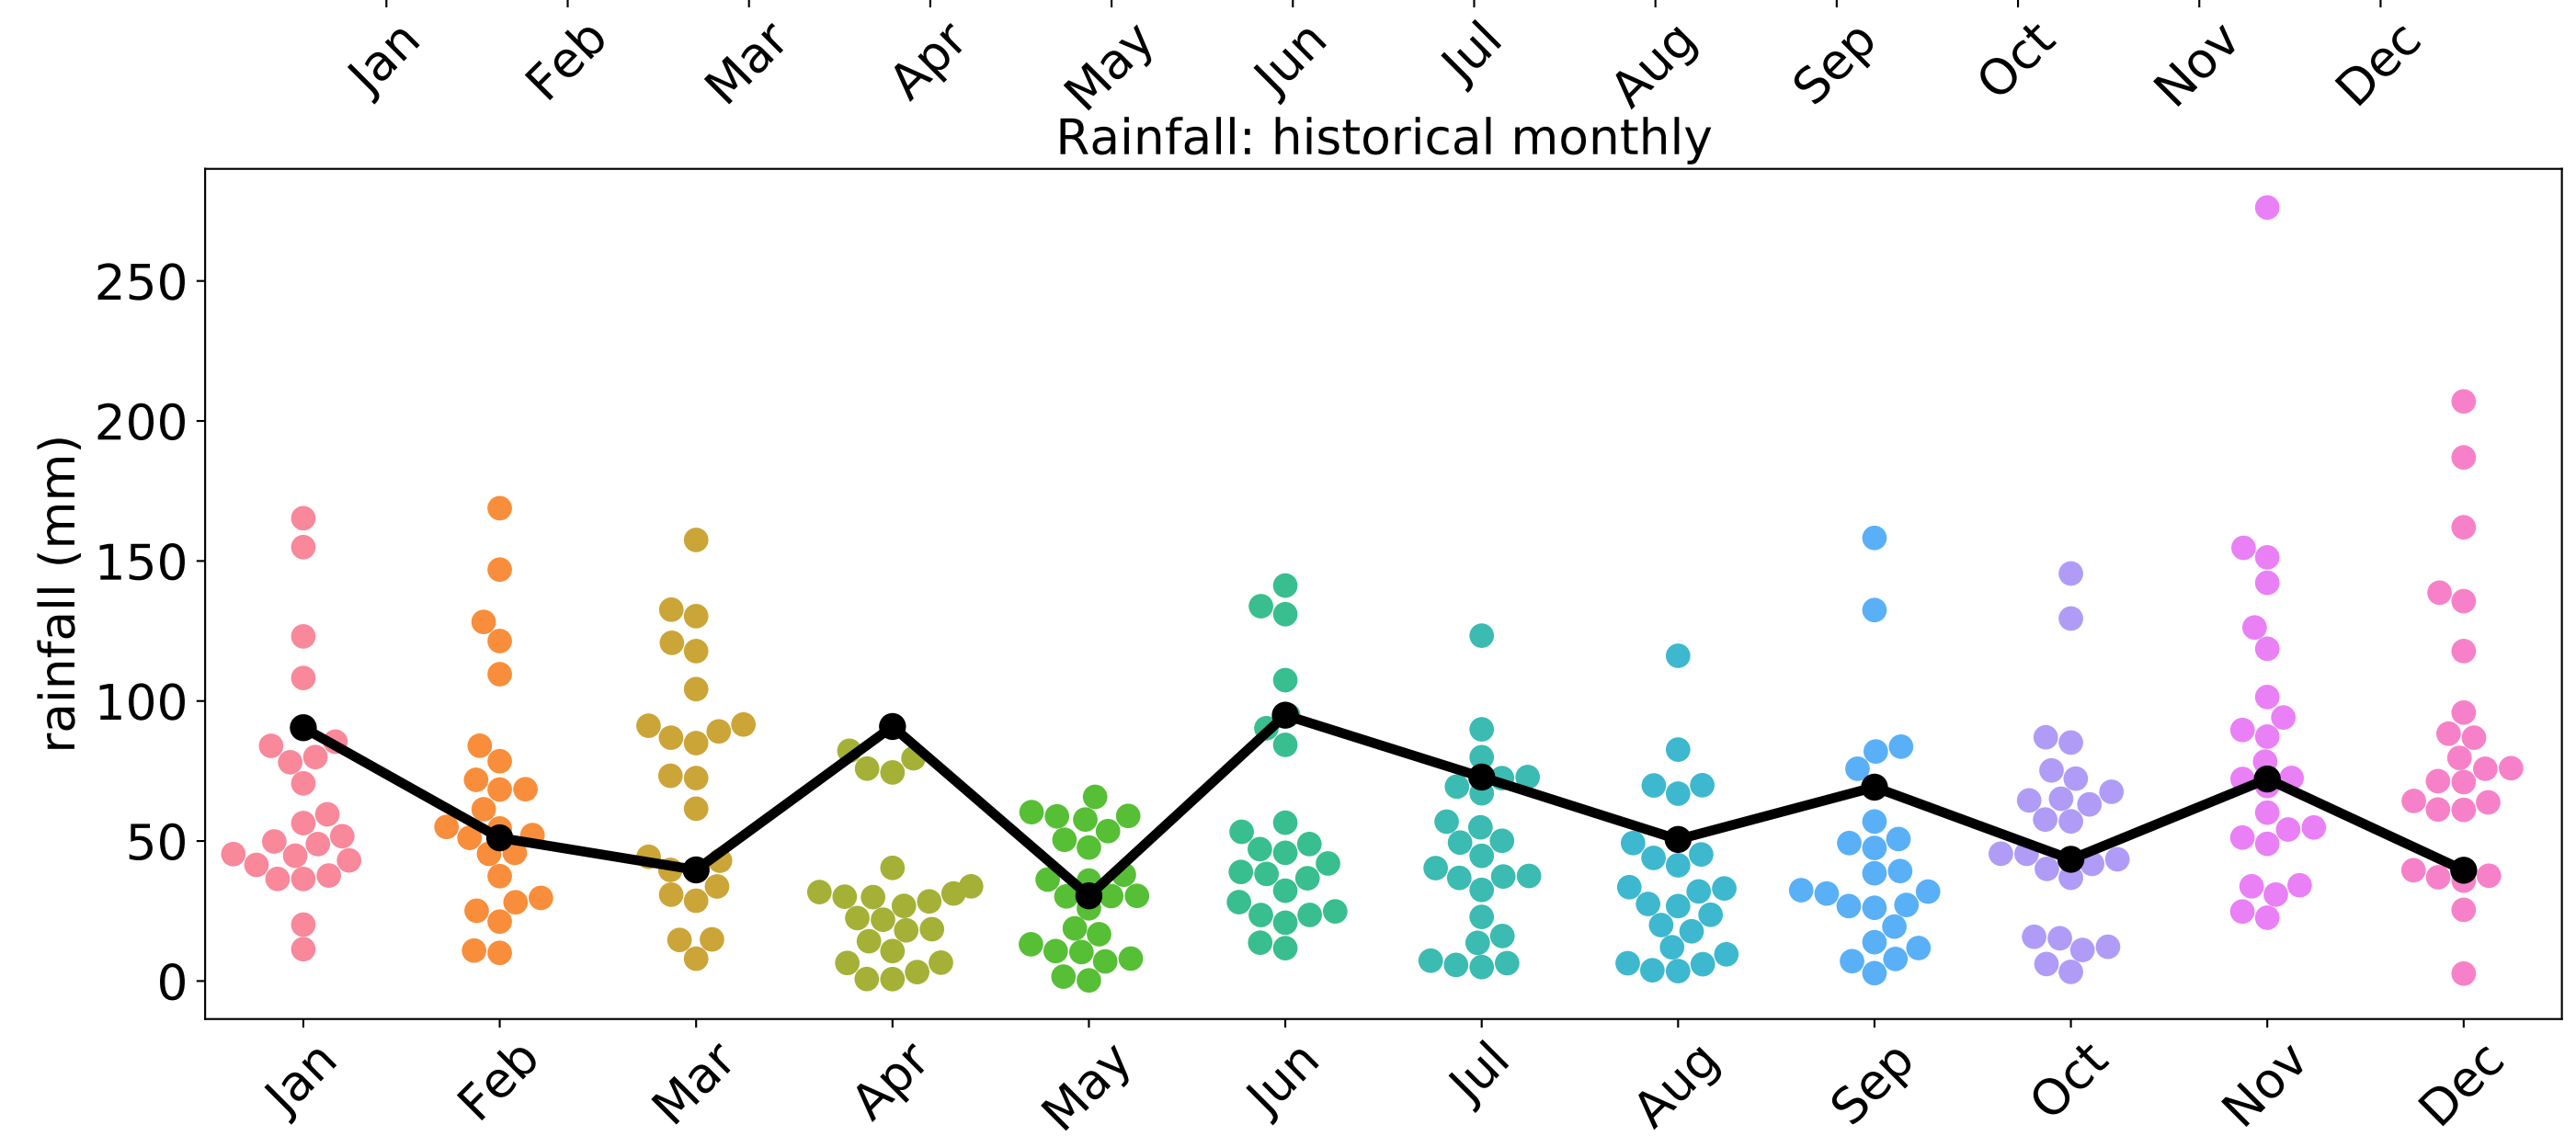 Jan Feb Mar Apr May Jun Jul Aug Sep Oct Nov Dec
Rainfall: historical monthly
rainfall (mm)
250
200
150
100
50
0
Jan Feb Mar Apr May Jun Jul Aug Sep Oct Nov Dec